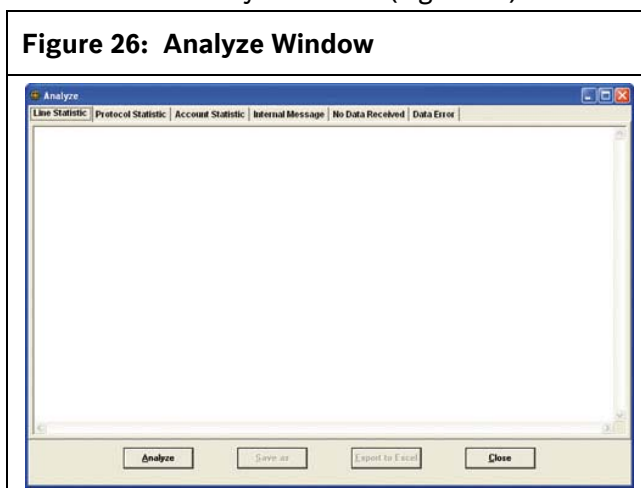 Figure 26: Analyze Window
Analyze
Line Statistic Protocol Statistic Account Statistic Internal Message No Data Received Data Error
Analyze Save as Export to Excel Close